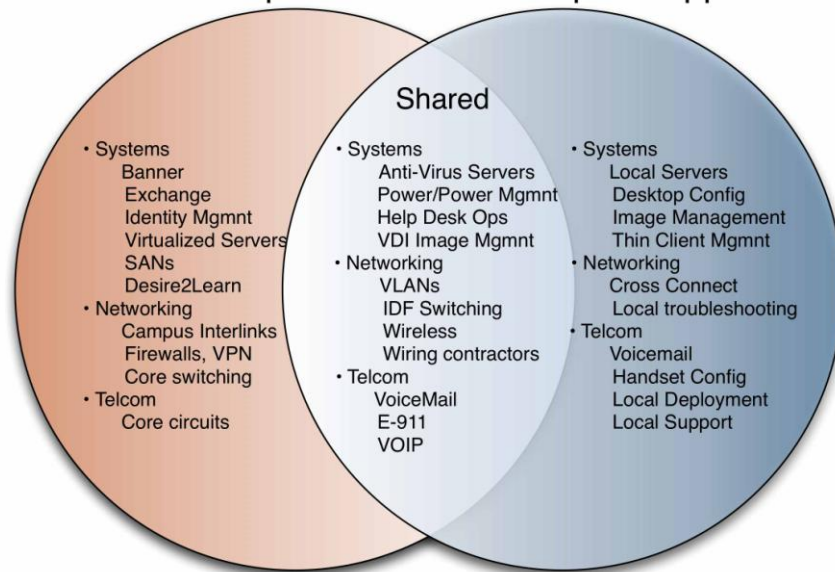 Shared
• Systems
Banner
Exchange
Identity Mgmnt
Virtualized Servers
SANs
Desire2Learn
• Networking
Campus Interlinks
Firewalls, VPN
Core switching
• Telcom
Core circuits
• Systems
Anti-Virus Servers
Power/Power Mgmnt
Help Desk Ops
VDI Image Mgmnt
• Networking
VLANs
IDF Switching
Wireless
Wiring contractors
• Telcom
VoiceMail
E-911
VOIP
• Systems
Local Servers
Desktop Config
Image Management
Thin Client Mgmnt
• Networking
Cross Connect
Local troubleshooting
• Telcom
Voicemail
Handset Config
Local Deployment
Local Support